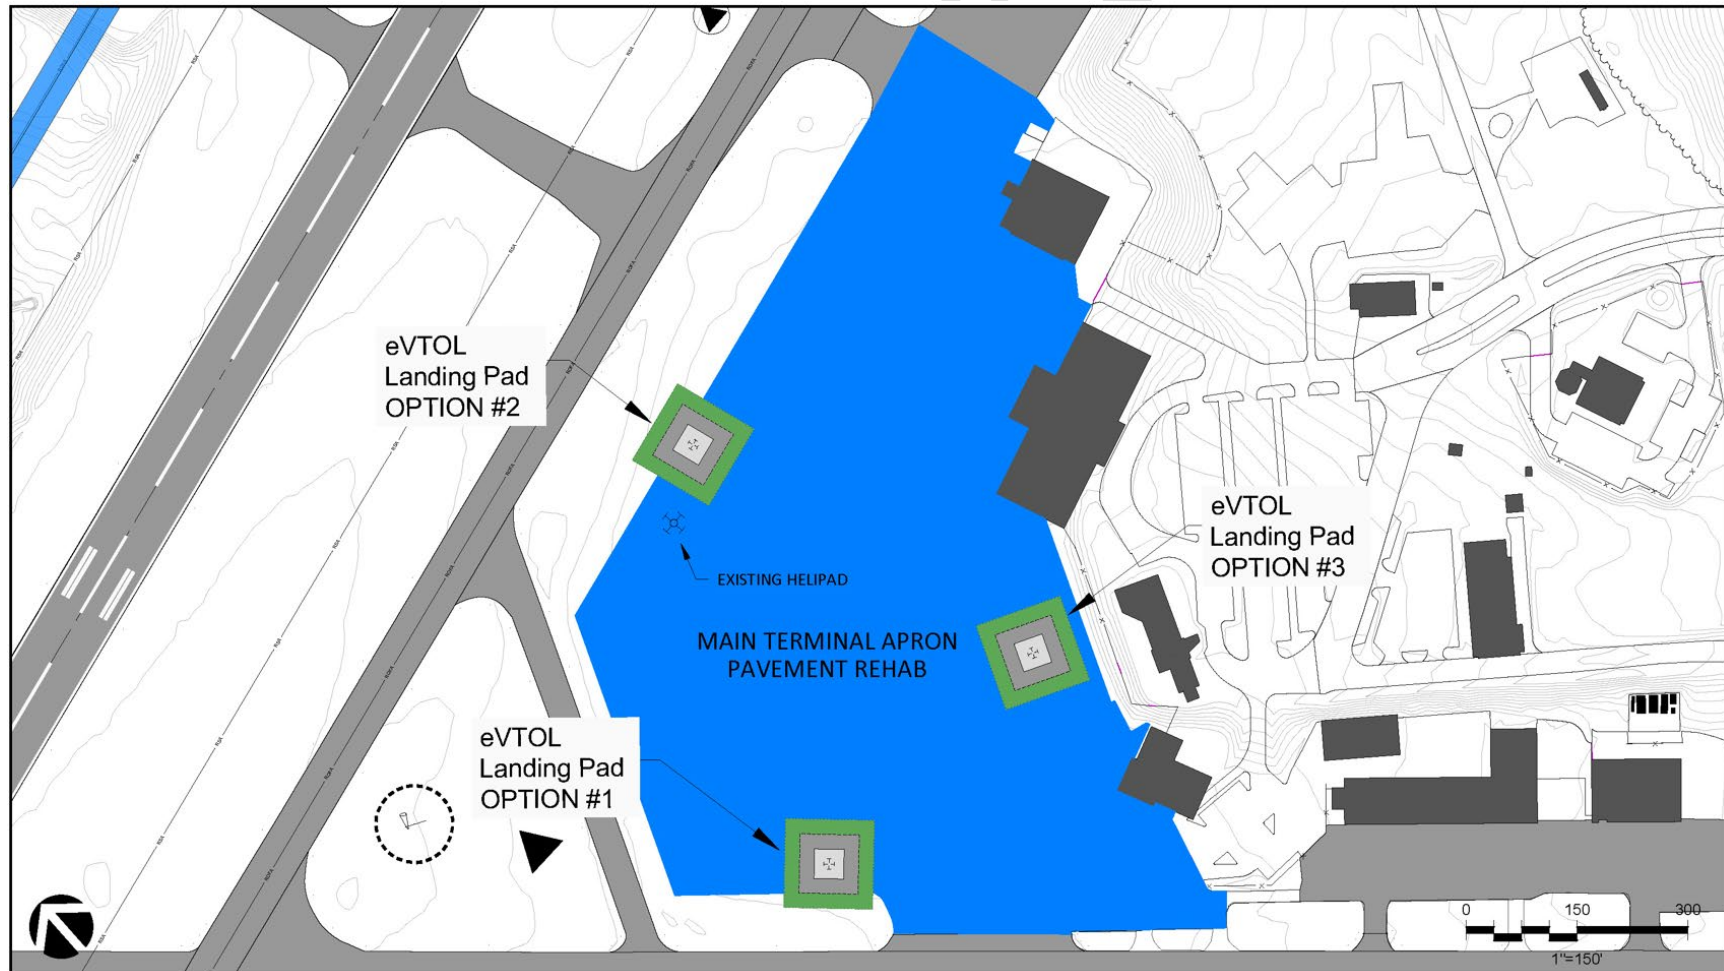 eVTOL
Landing Pad
OPTION #2
EXISTING HELIPAD
eVTOL
Landing Pad
OPTION #3
MAIN TERMINAL APRON
PAVEMENT REHAB
eVTOL
Landing Pad
OPTION #1
0 150 300
1"=150'